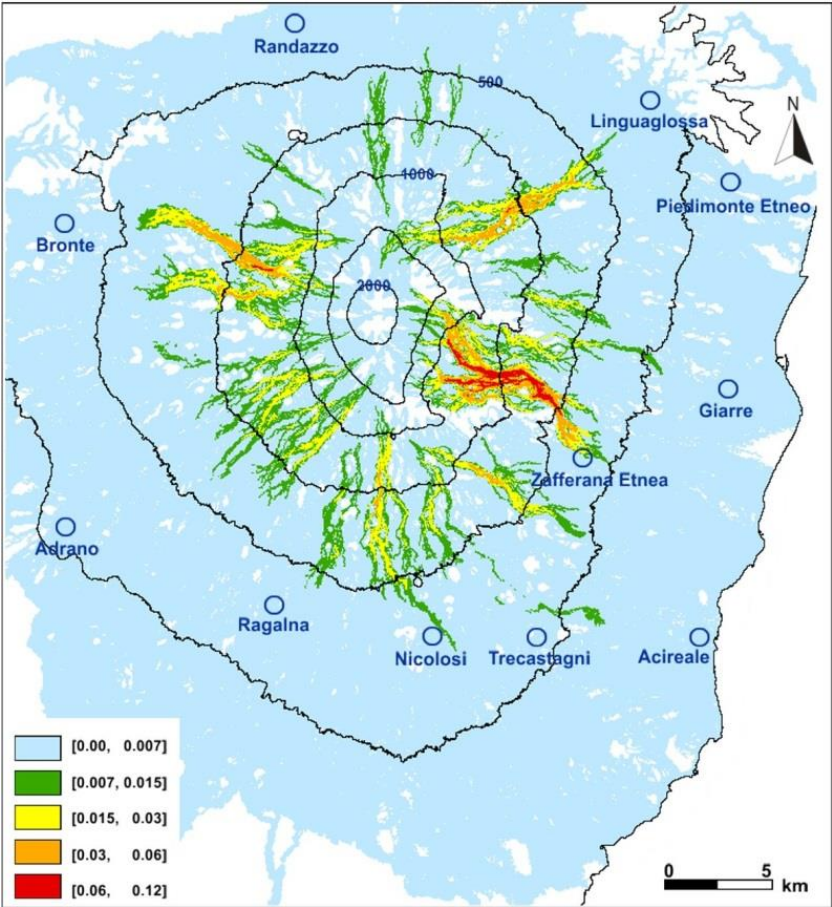 Randazzo
500
Linguaglossa
N
1000
Piedimonte Etneo
Bronte
2000
Giarre
Zafferana Etnea
Adrano
Ragalna
Nicolosi
Trecastagni
Acireale
[0.00, 0.007]
[0.007, 0.015]
[0.015, 0.03]
[0.03, 0.06]
[0.06, 0.12]
0 5
km